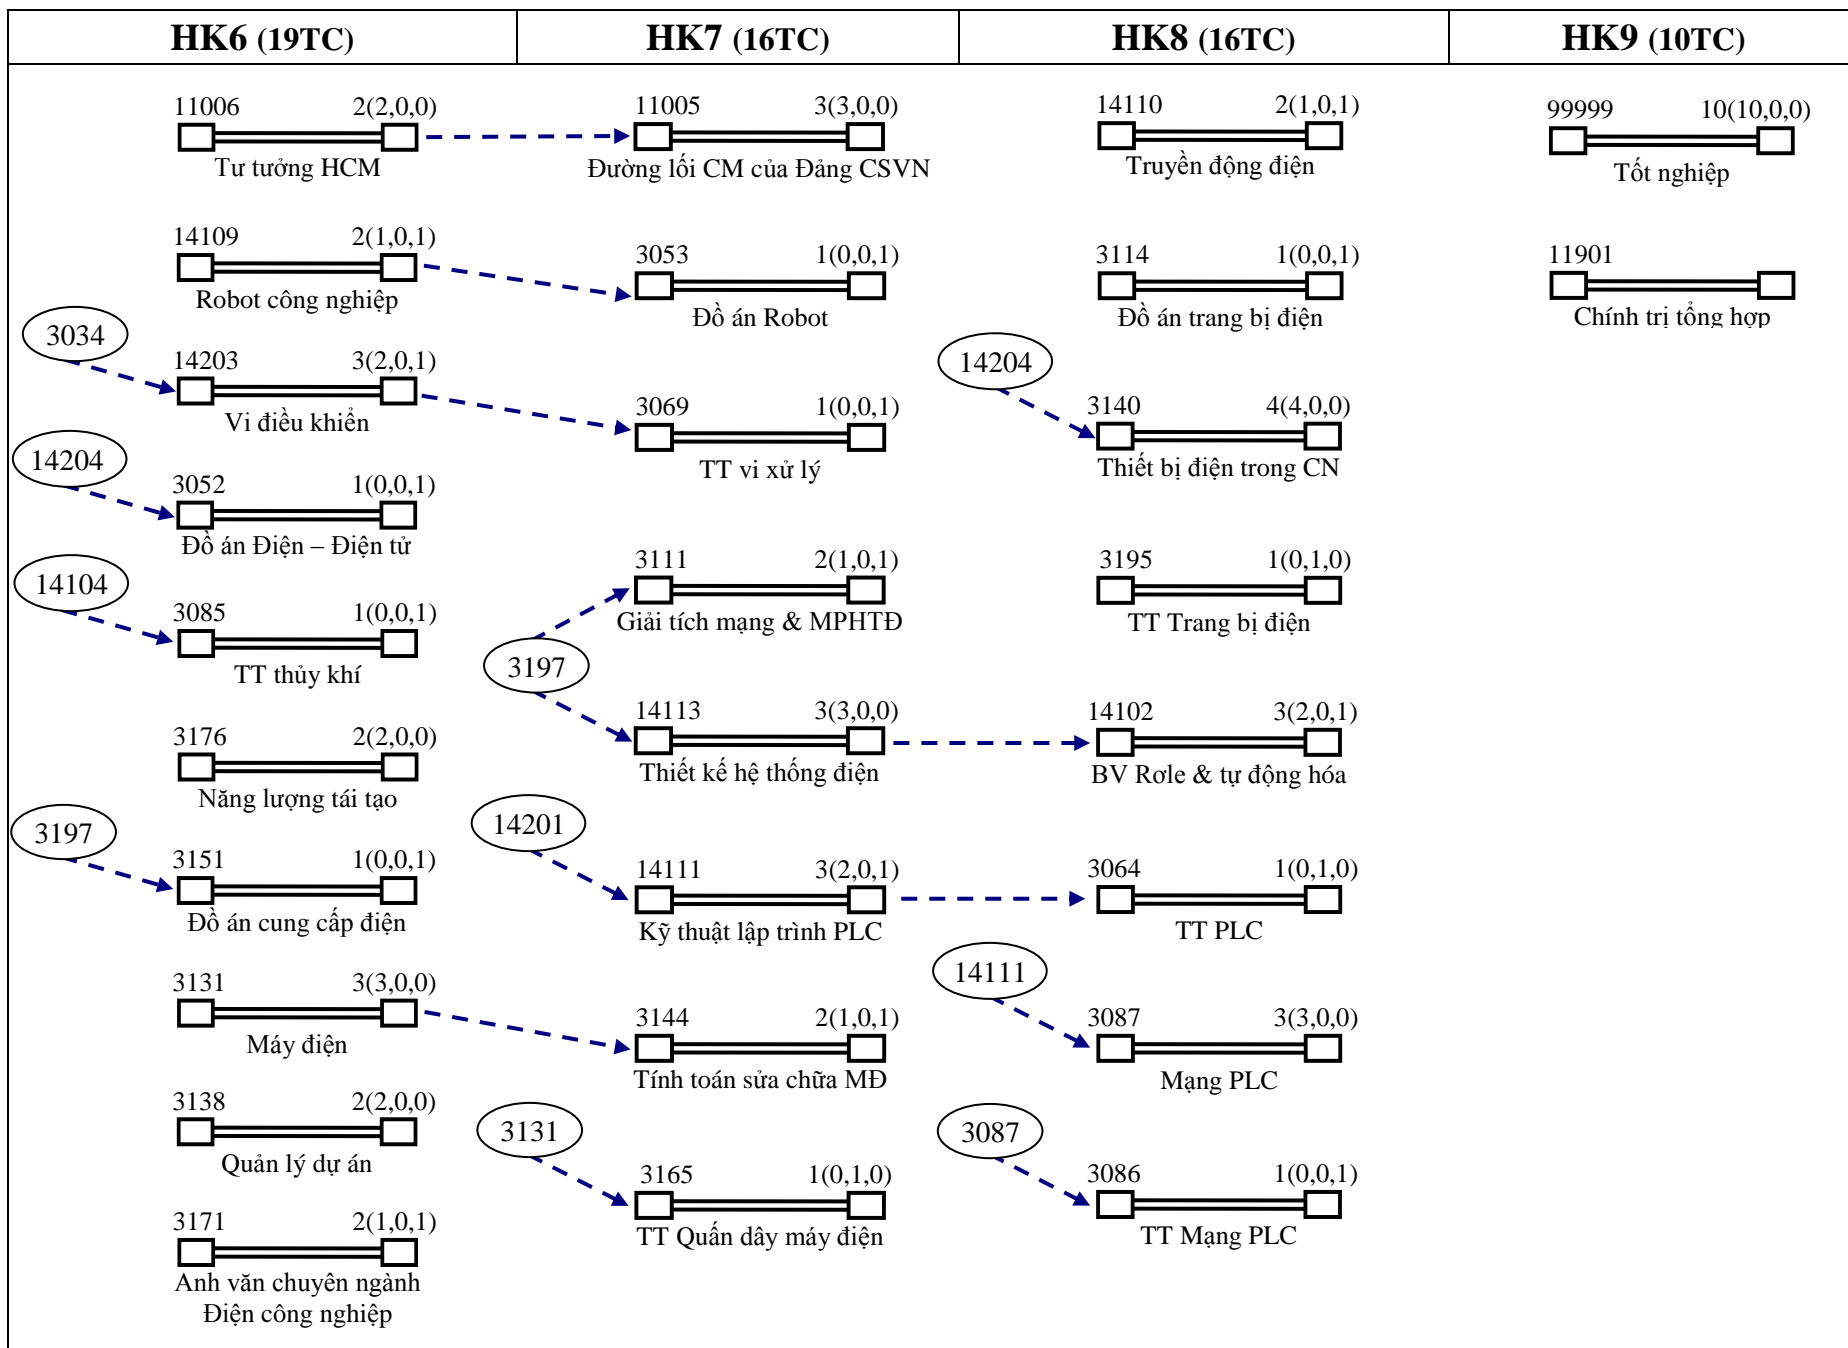 HK6 (19TC)
HK7 (16TC)
HK8 (16TC)
HK9 (10TC)
11006 2(2,0,0)
Tư tưởng HCM
14109 2(1,0,1)
Robot công nghiệp
3034
14203 3(2,0,1)
Vi điều khiển
14204
3052 1(0,0,1)
Đồ án Điện – Điện tử
14104
3085 1(0,0,1)
TT thủy khí
3176 2(2,0,0)
Năng lượng tái tạo
3197
3151 1(0,0,1)
Đồ án cung cấp điện
3131 3(3,0,0)
Máy điện
3138 2(2,0,0)
Quản lý dự án
3171 2(1,0,1)
Anh văn chuyên ngành
Điện công nghiệp
11005 3(3,0,0)
Đường lối CM của Đảng CSVN
3053 1(0,0,1)
Đồ án Robot
3069 1(0,0,1)
TT vi xử lý
3111 2(1,0,1)
Giải tích mạng & MPHTĐ
3197
14113 3(3,0,0)
Thiết kế hệ thống điện
14201
14111 3(2,0,1)
Kỹ thuật lập trình PLC
3144 2(1,0,1)
Tính toán sửa chữa MĐ
3131
3165 1(0,1,0)
TT Quấn dây máy điện
14110 2(1,0,1)
Truyền động điện
3114 1(0,0,1)
Đồ án trang bị điện
14204
3140 4(4,0,0)
Thiết bị điện trong CN
3195 1(0,1,0)
TT Trang bị điện
14102 3(2,0,1)
BV Rơle & tự động hóa
3064 1(0,1,0)
TT PLC
14111
3087 3(3,0,0)
Mạng PLC
3087
3086 1(0,0,1)
TT Mạng PLC
99999 10(10,0,0)
Tốt nghiệp
11901
Chính trị tổng hợp